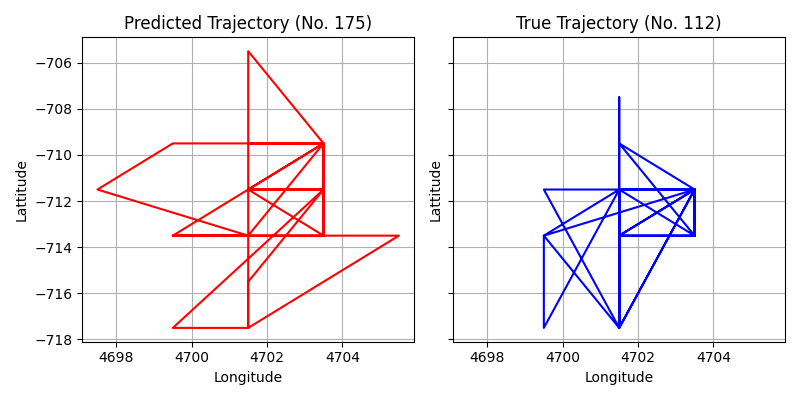 Predicted Trajectory (No. 175)
True Trajectory (No. 112)
Lattitude
−706
−708
−710
−712
−714
−716
−718
4698
4700
4702
4704
Longitude
Lattitude
4698
4700
4702
4704
Longitude